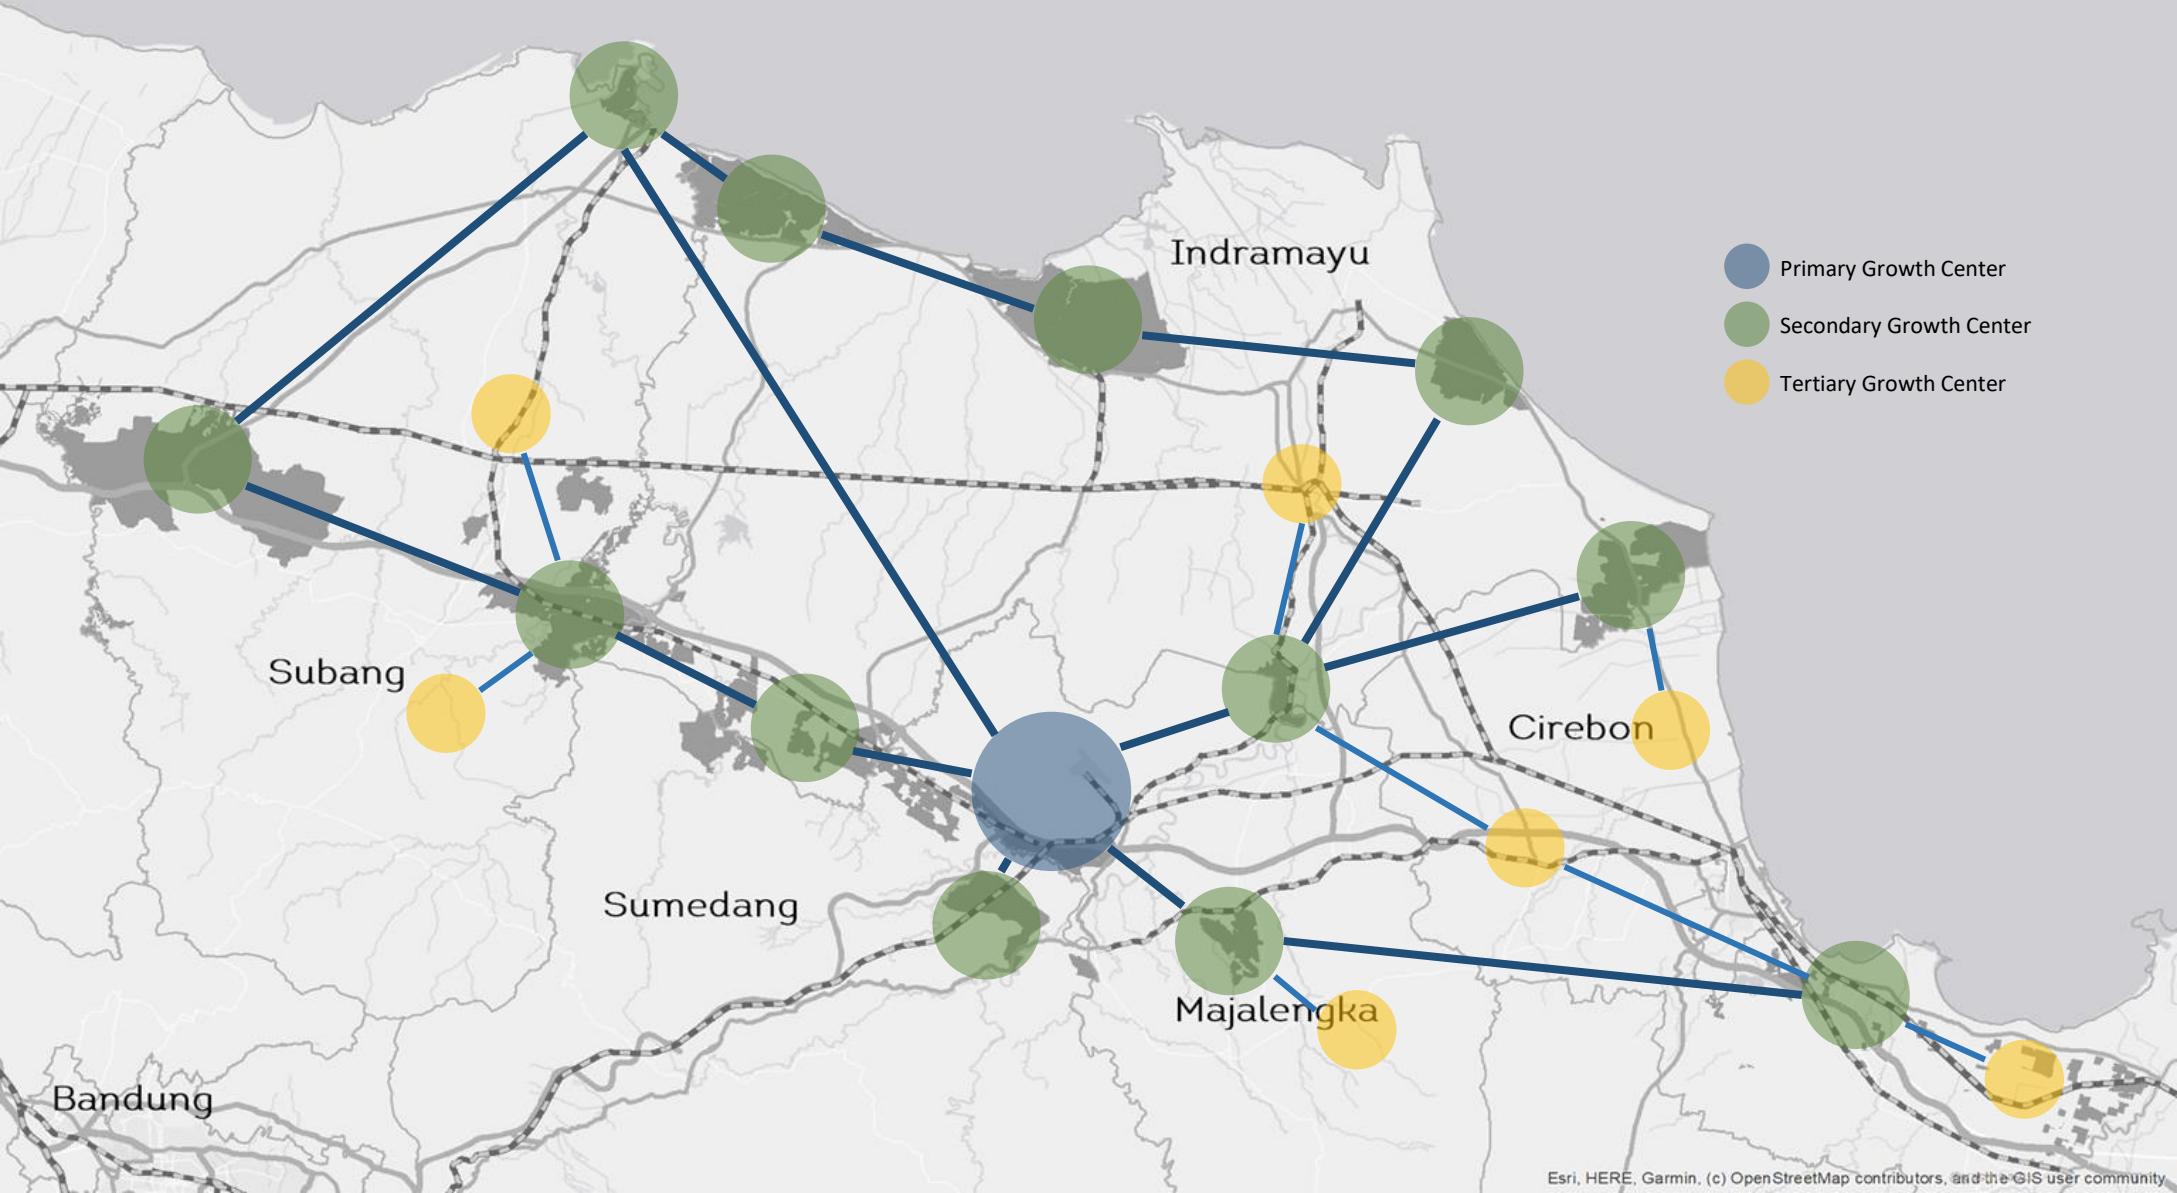 Indramayu
Primary Growth Center
Secondary Growth Center
Tertiary Growth Center
Subang
Cirebon
Sumedang
Majalengka
Bandung
Esri, HERE, Garmin, (c) OpenStreetMap contributors, and the GIS user community